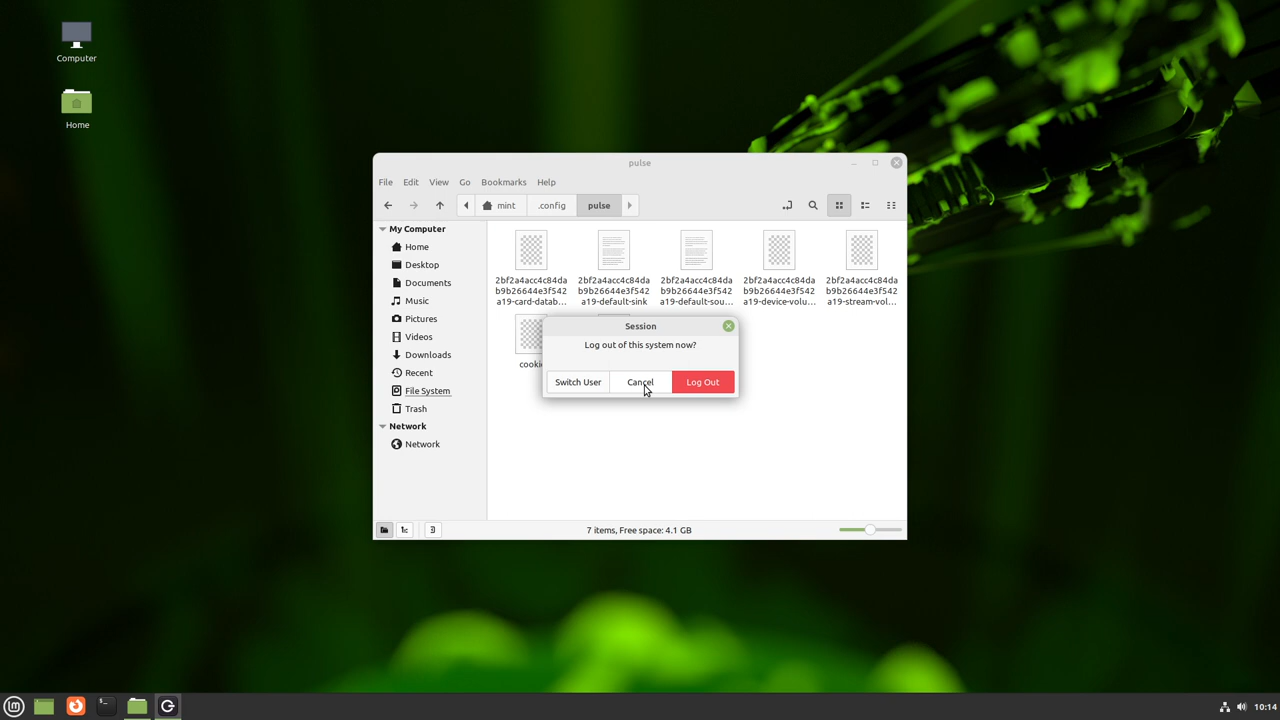 Computer
Home
pulse
File Edit View Go Bookmarks Help
mint .config pulse
My Computer
Home
Desktop
Documents
Music
Pictures
Videos
Downloads
Recent
File System
Trash
Network
Network
2bf2a4acc4c84da
b9b26644e3f542
a19-card-datab...
2bf2a4acc4c84da
b9b26644e3f542
a19-default-sink
2bf2a4acc4c84da
b9b26644e3f542
a19-default-sou...
2bf2a4acc4c84da
b9b26644e3f542
a19-device-volu...
2bf2a4acc4c84da
b9b26644e3f542
a19-stream-vol...
Session
Log out of this system now?
Switch User Cancel Log Out
7 items, Free space: 4.1 GB
10:14